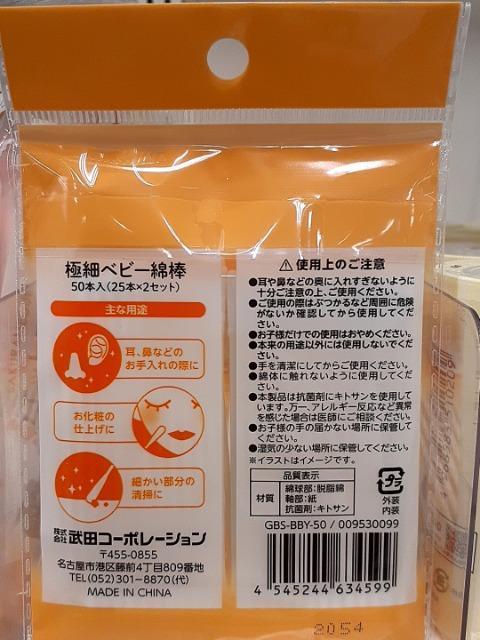 極細ベビー綿棒
50本入(25本×2セット)
主な用途
耳、鼻などの
お手入れの際に
お化粧の
仕上げに
細かい部分の
清掃に
株式会社 武田コーポレーション
〒455-0855
名古屋市港区藤前4丁目809番地
TEL(052)301-8870(代)
MADE IN CHINA
⚠使用上のご注意
●耳や鼻などの奥に入れすぎないように
十分ご注意の上、ご使用ください。
●ご使用の際はぶつかるなど周囲に危険
がないか確認してから使用してくださ
い。
●お子様だけでの使用はおやめください。
●本来の用途以外には使用しないでくだ
さい。
●手を清潔にしてからご使用ください。
●綿体に触れないように使用してくだ
さい。
●本製品は抗菌剤にキトサンを使用して
います。万一、アレルギー反応など異常
を感じた場合は医師にご相談ください。
●お子様の手の届かない場所に保管して
ください。
●湿気の少ない場所に保管してください。
※イラストはイメージです。
品質表示
材質
綿球部:脱脂綿
軸部:紙
抗菌剤:キトサン
プラ
外装
内装
GBS-BBY-50 / 009530099
4 545244 634599
2054